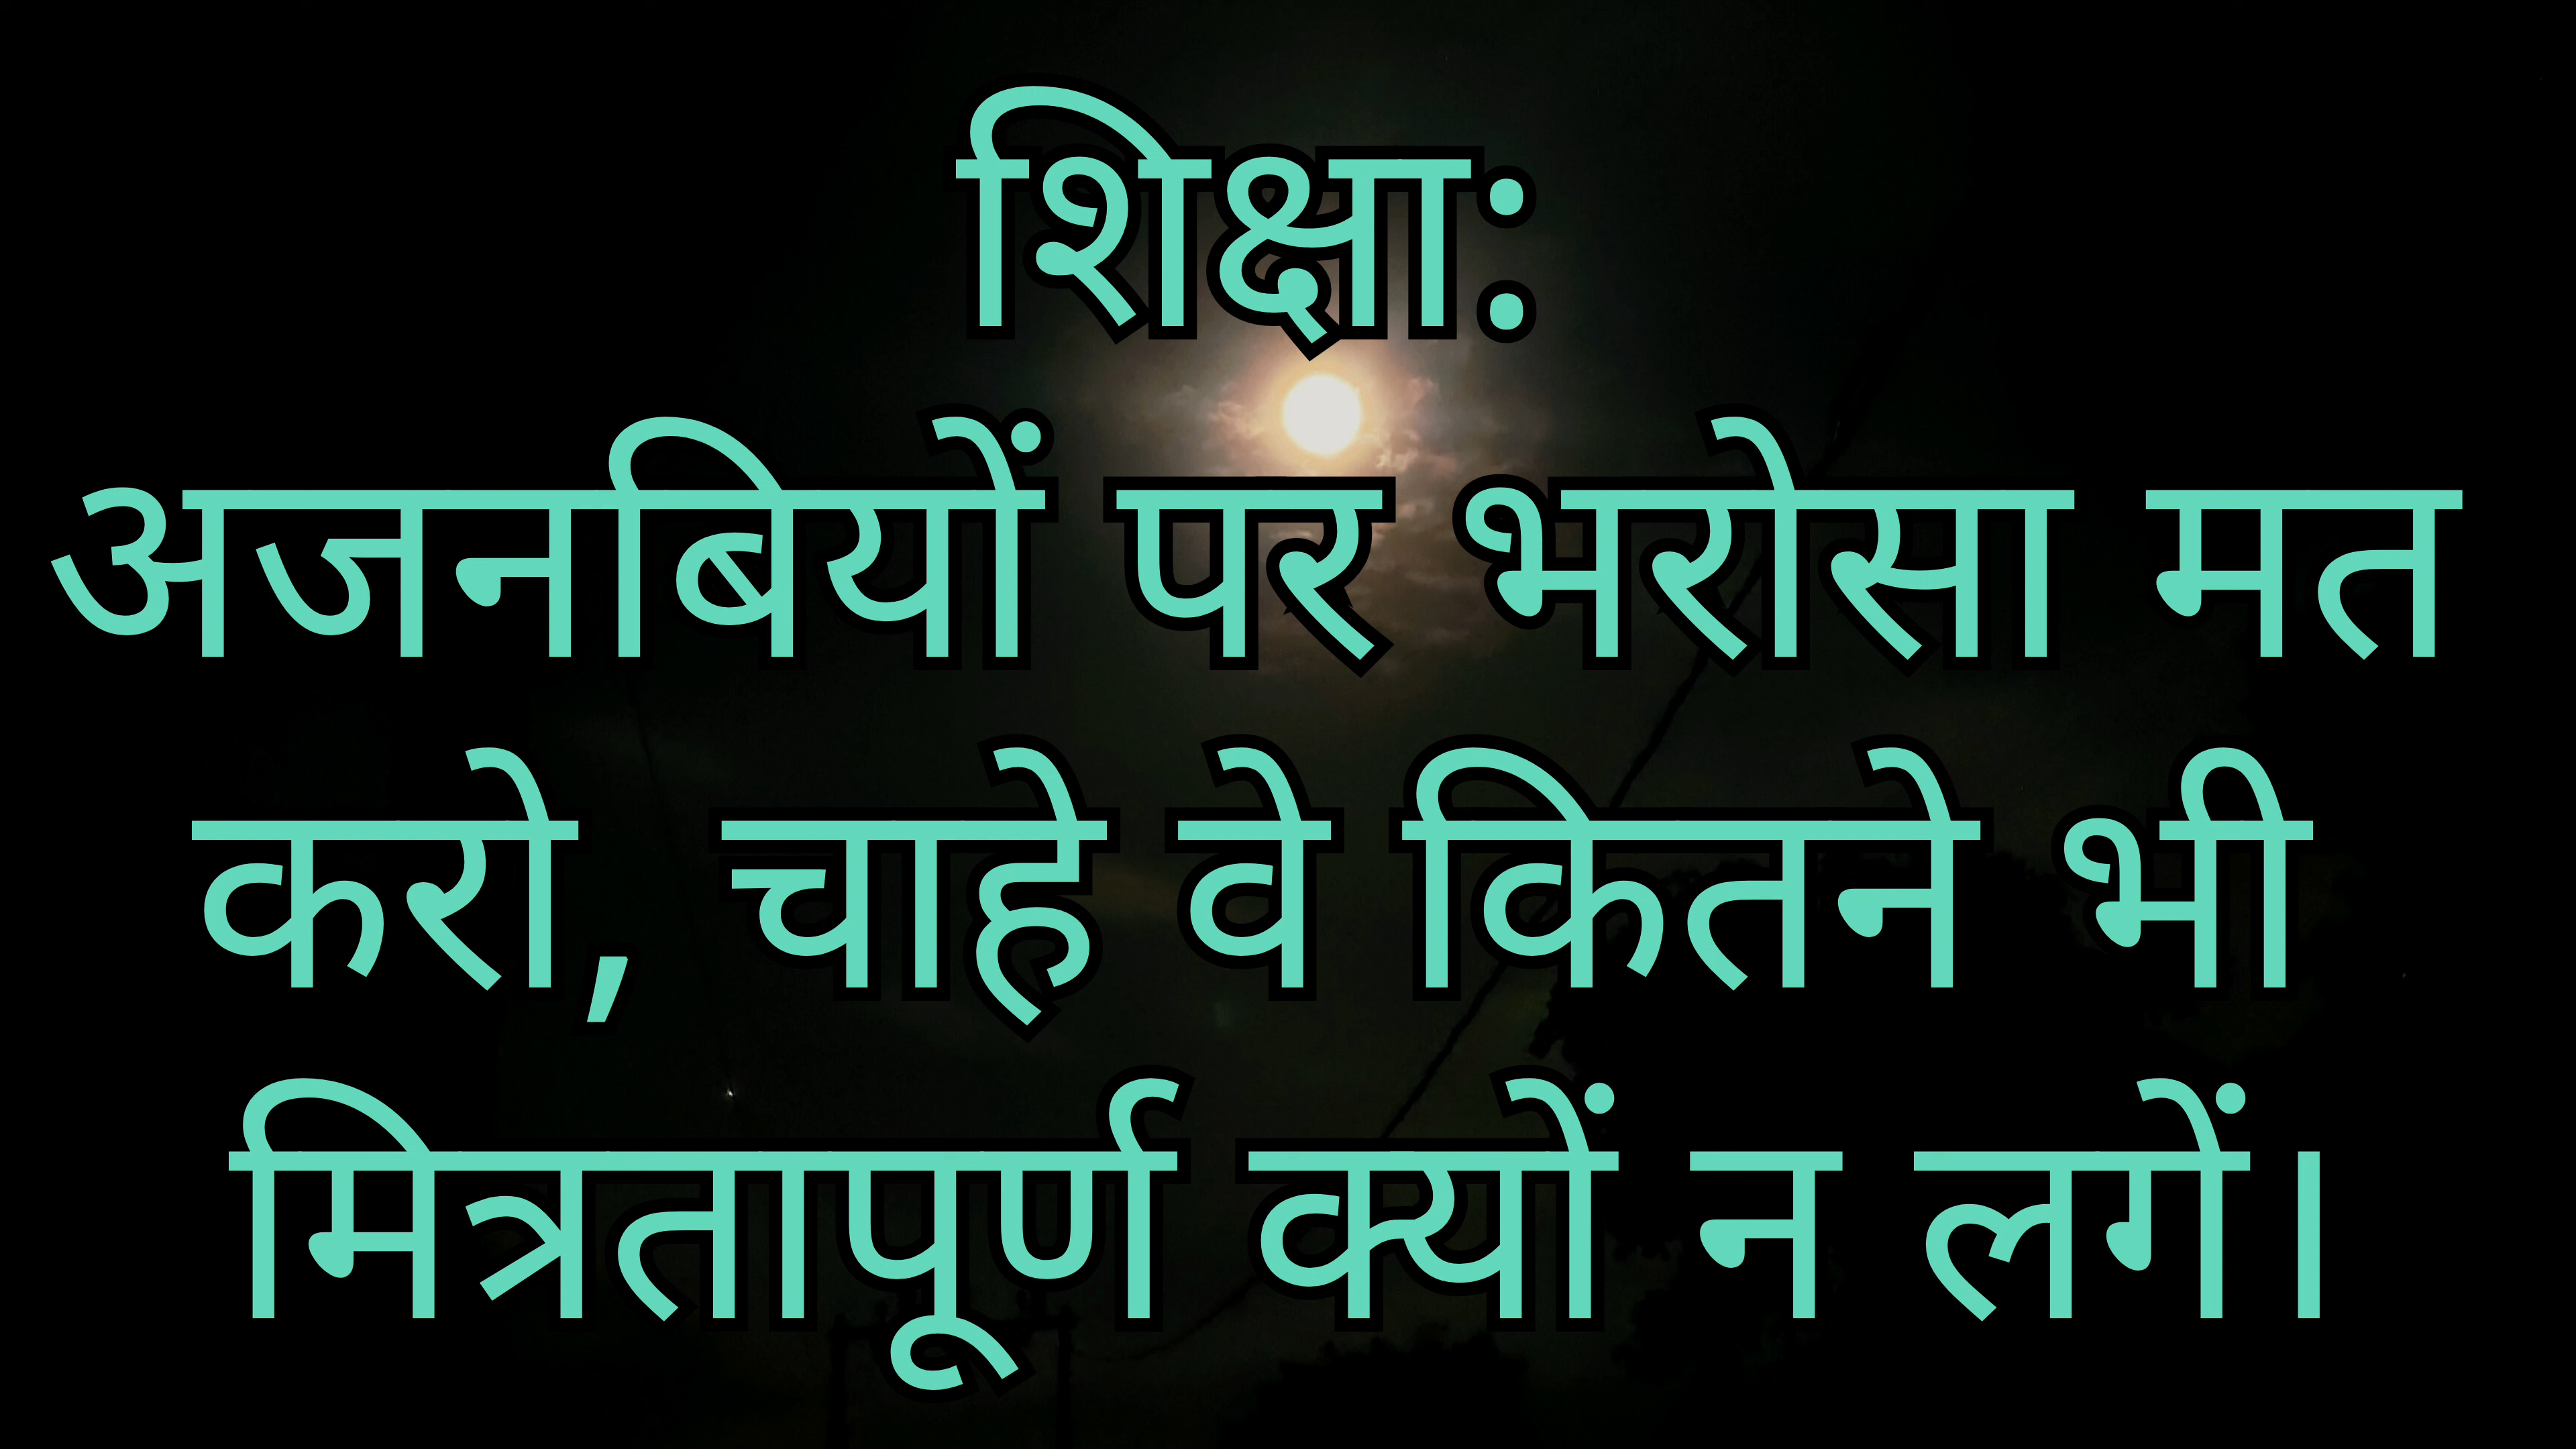 शिक्षा:
अजनबियों पर भरोसा मत
करो, चाहे वे कितने भी
मित्रतापूर्ण क्यों न लगें।